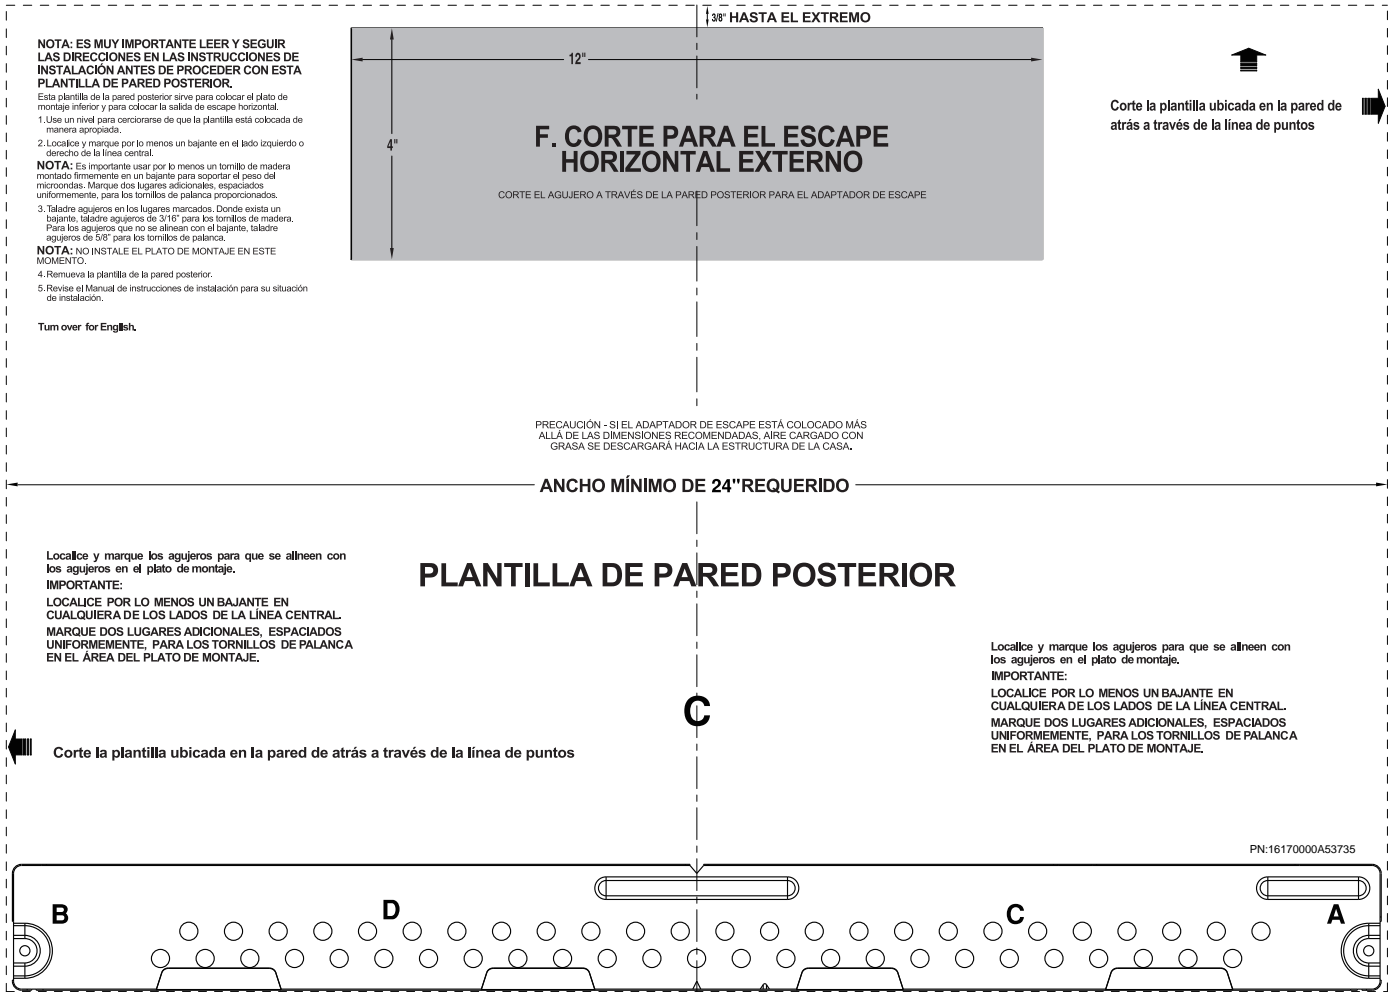 3/8" HASTA EL EXTREMO
NOTA: ES MUY IMPORTANTE LEER Y SEGUIR
LAS DIRECCIONES EN LAS INSTRUCCIONES DE
INSTALACIÓN ANTES DE PROCEDER CON ESTA
PLANTILLA DE PARED POSTERIOR.
Esta plantilla de la pared posterior sirve para colocar el plato de
montaje inferior y para colocar la salida de escape horizontal.
1.Use un nivel para cerciorarse de que la plantilla está colocada de
manera apropiada.
2. Localice y marque por lo menos un bajante en el lado izquierdo o
derecho de la línea central.
NOTA: Es importante usar por lo menos un tornillo de madera
montado firmemente en un bajante para soportar el peso del
microondas. Marque dos lugares adicionales, espaciados
uniformemente, para los tornillos de palanca proporcionados.
3. Taladre agujeros en los lugares marcados. Donde exista un
bajante, taladre agujeros de 3/16" para los tornillos de madera.
Para los agujeros que no se alinean con el bajante, taladre
agujeros de 5/8" para los tornillos de palanca.
NOTA: NO INSTALE EL PLATO DE MONTAJE EN ESTE
MOMENTO.
4. Remueva la plantilla de la pared posterior.
5. Revise el Manual de instrucciones de instalación para su situación
de instalación.
Turn over for English.
12"
4"
F. CORTE PARA EL ESCAPE
HORIZONTAL EXTERNO
CORTE EL AGUJERO A TRAVÉS DE LA PARED POSTERIOR PARA EL ADAPTADOR DE ESCAPE
Corte la plantilla ubicada en la pared de
atrás a través de la línea de puntos
PRECAUCIÓN - SI EL ADAPTADOR DE ESCAPE ESTÁ COLOCADO MÁS
ALLÁ DE LAS DIMENSIONES RECOMENDADAS, AIRE CARGADO CON
GRASA SE DESCARGARÁ HACIA LA ESTRUCTURA DE LA CASA.
ANCHO MÍNIMO DE 24" REQUERIDO
Localice y marque los agujeros para que se alineen con
los agujeros en el plato de montaje.
IMPORTANTE:
LOCALICE POR LO MENOS UN BAJANTE EN
CUALQUIERA DE LOS LADOS DE LA LÍNEA CENTRAL.
MARQUE DOS LUGARES ADICIONALES, ESPACIADOS
UNIFORMEMENTE, PARA LOS TORNILLOS DE PALANCA
EN EL ÁREA DEL PLATO DE MONTAJE.
PLANTILLA DE PARED POSTERIOR
Localice y marque los agujeros para que se alineen con
los agujeros en el plato de montaje.
IMPORTANTE:
LOCALICE POR LO MENOS UN BAJANTE EN
CUALQUIERA DE LOS LADOS DE LA LÍNEA CENTRAL.
MARQUE DOS LUGARES ADICIONALES, ESPACIADOS
UNIFORMEMENTE, PARA LOS TORNILLOS DE PALANCA
EN EL ÁREA DEL PLATO DE MONTAJE.
C
Corte la plantilla ubicada en la pared de atrás a través de la línea de puntos
PN:16170000A53735
B
D
C
A